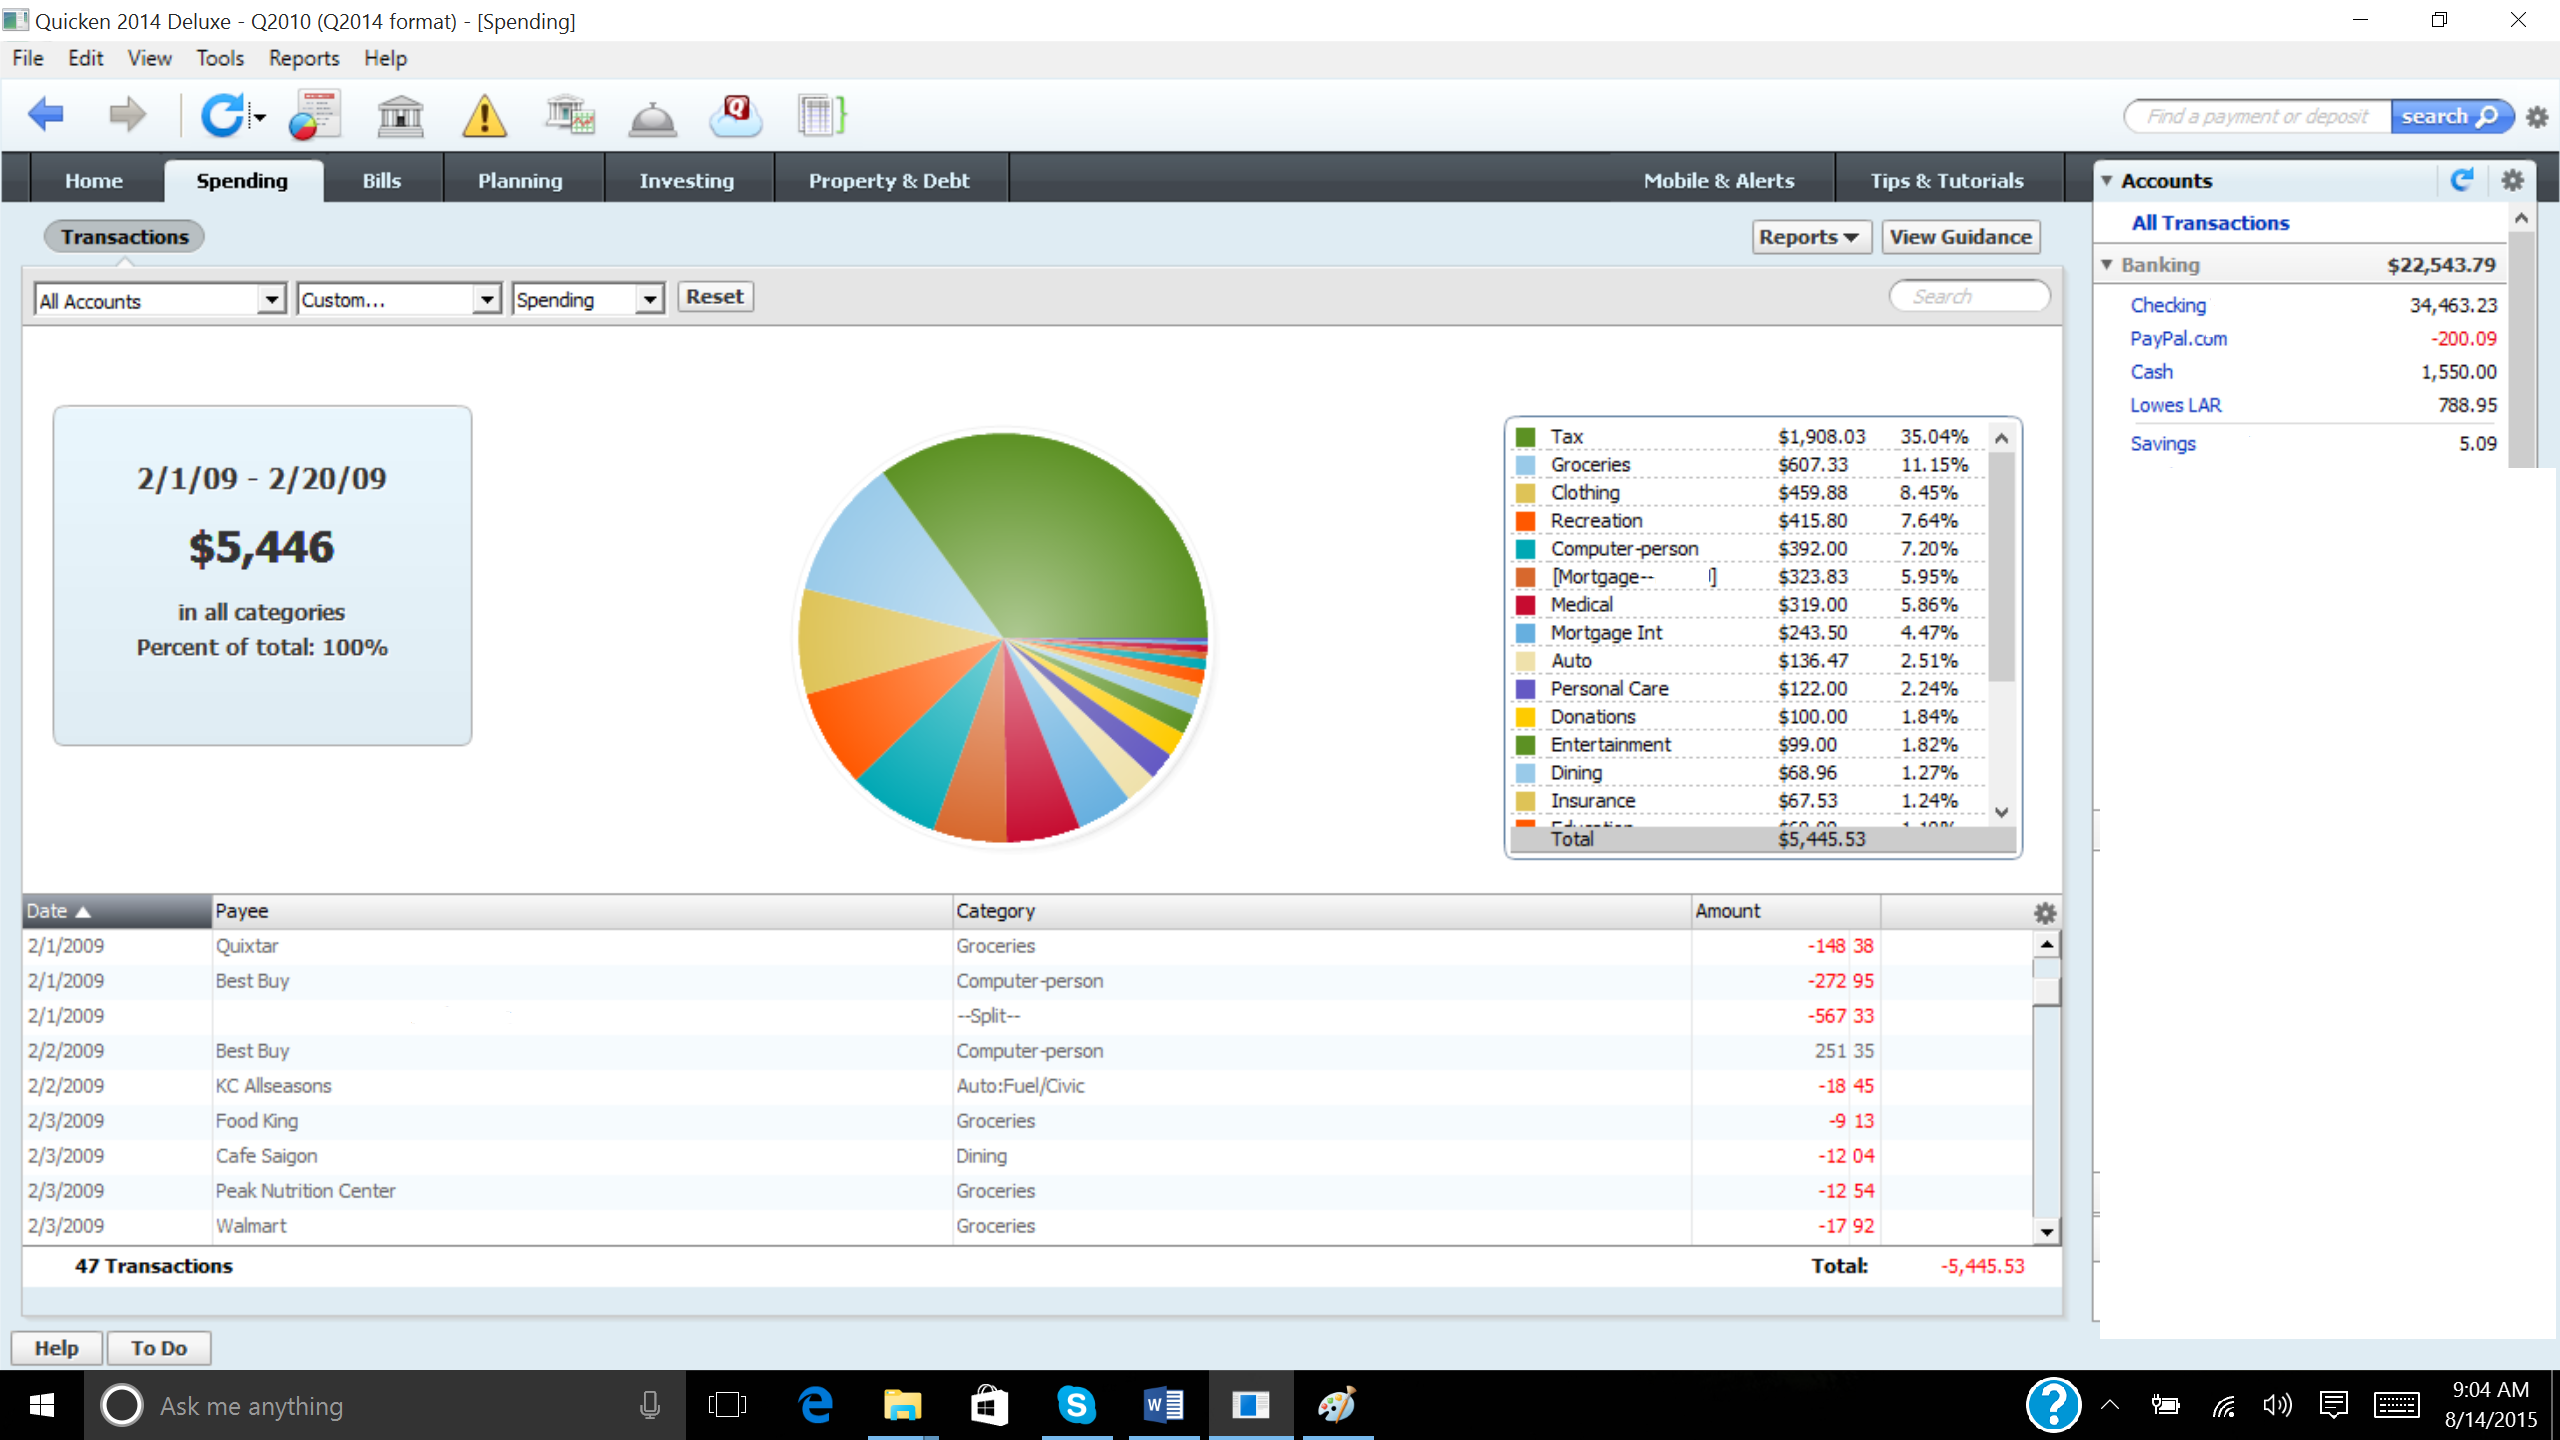 Quicken 2014 Deluxe - Q2010 (Q2014 format) - [Spending]
File Edit View Tools Reports Help
Find a payment or deposit search
Home Spending Bills Planning Investing Property & Debt Mobile & Alerts Tips & Tutorials
Transactions
Reports View Guidance
All Accounts Custom... Spending Reset Search
2/1/09 - 2/20/09
$5,446
in all categories
Percent of total: 100%
Tax $1,908.03 35.04%
Groceries $607.33 11.15%
Clothing $459.88 8.45%
Recreation $415.80 7.64%
Computer-person $392.00 7.20%
[Mortgage-- ] $323.83 5.95%
Medical $319.00 5.86%
Mortgage Int $243.50 4.47%
Auto $136.47 2.51%
Personal Care $122.00 2.24%
Donations $100.00 1.84%
Entertainment $99.00 1.82%
Dining $68.96 1.27%
Insurance $67.53 1.24%
Total $5,445.53
Date Payee Category Amount
2/1/2009 Quixtar Groceries -148 38
2/1/2009 Best Buy Computer-person -272 95
2/1/2009 --Split-- -567 33
2/2/2009 Best Buy Computer-person 251 35
2/2/2009 KC Allseasons Auto:Fuel/Civic -18 45
2/3/2009 Food King Groceries -9 13
2/3/2009 Cafe Saigon Dining -12 04
2/3/2009 Peak Nutrition Center Groceries -12 54
2/3/2009 Walmart Groceries -17 92
47 Transactions Total: -5,445.53
Help To Do
Accounts
All Transactions
Banking $22,543.79
Checking 34,463.23
PayPal.com -200.09
Cash 1,550.00
Lowes LAR 788.95
Savings 5.09
Ask me anything
9:04 AM
8/14/2015